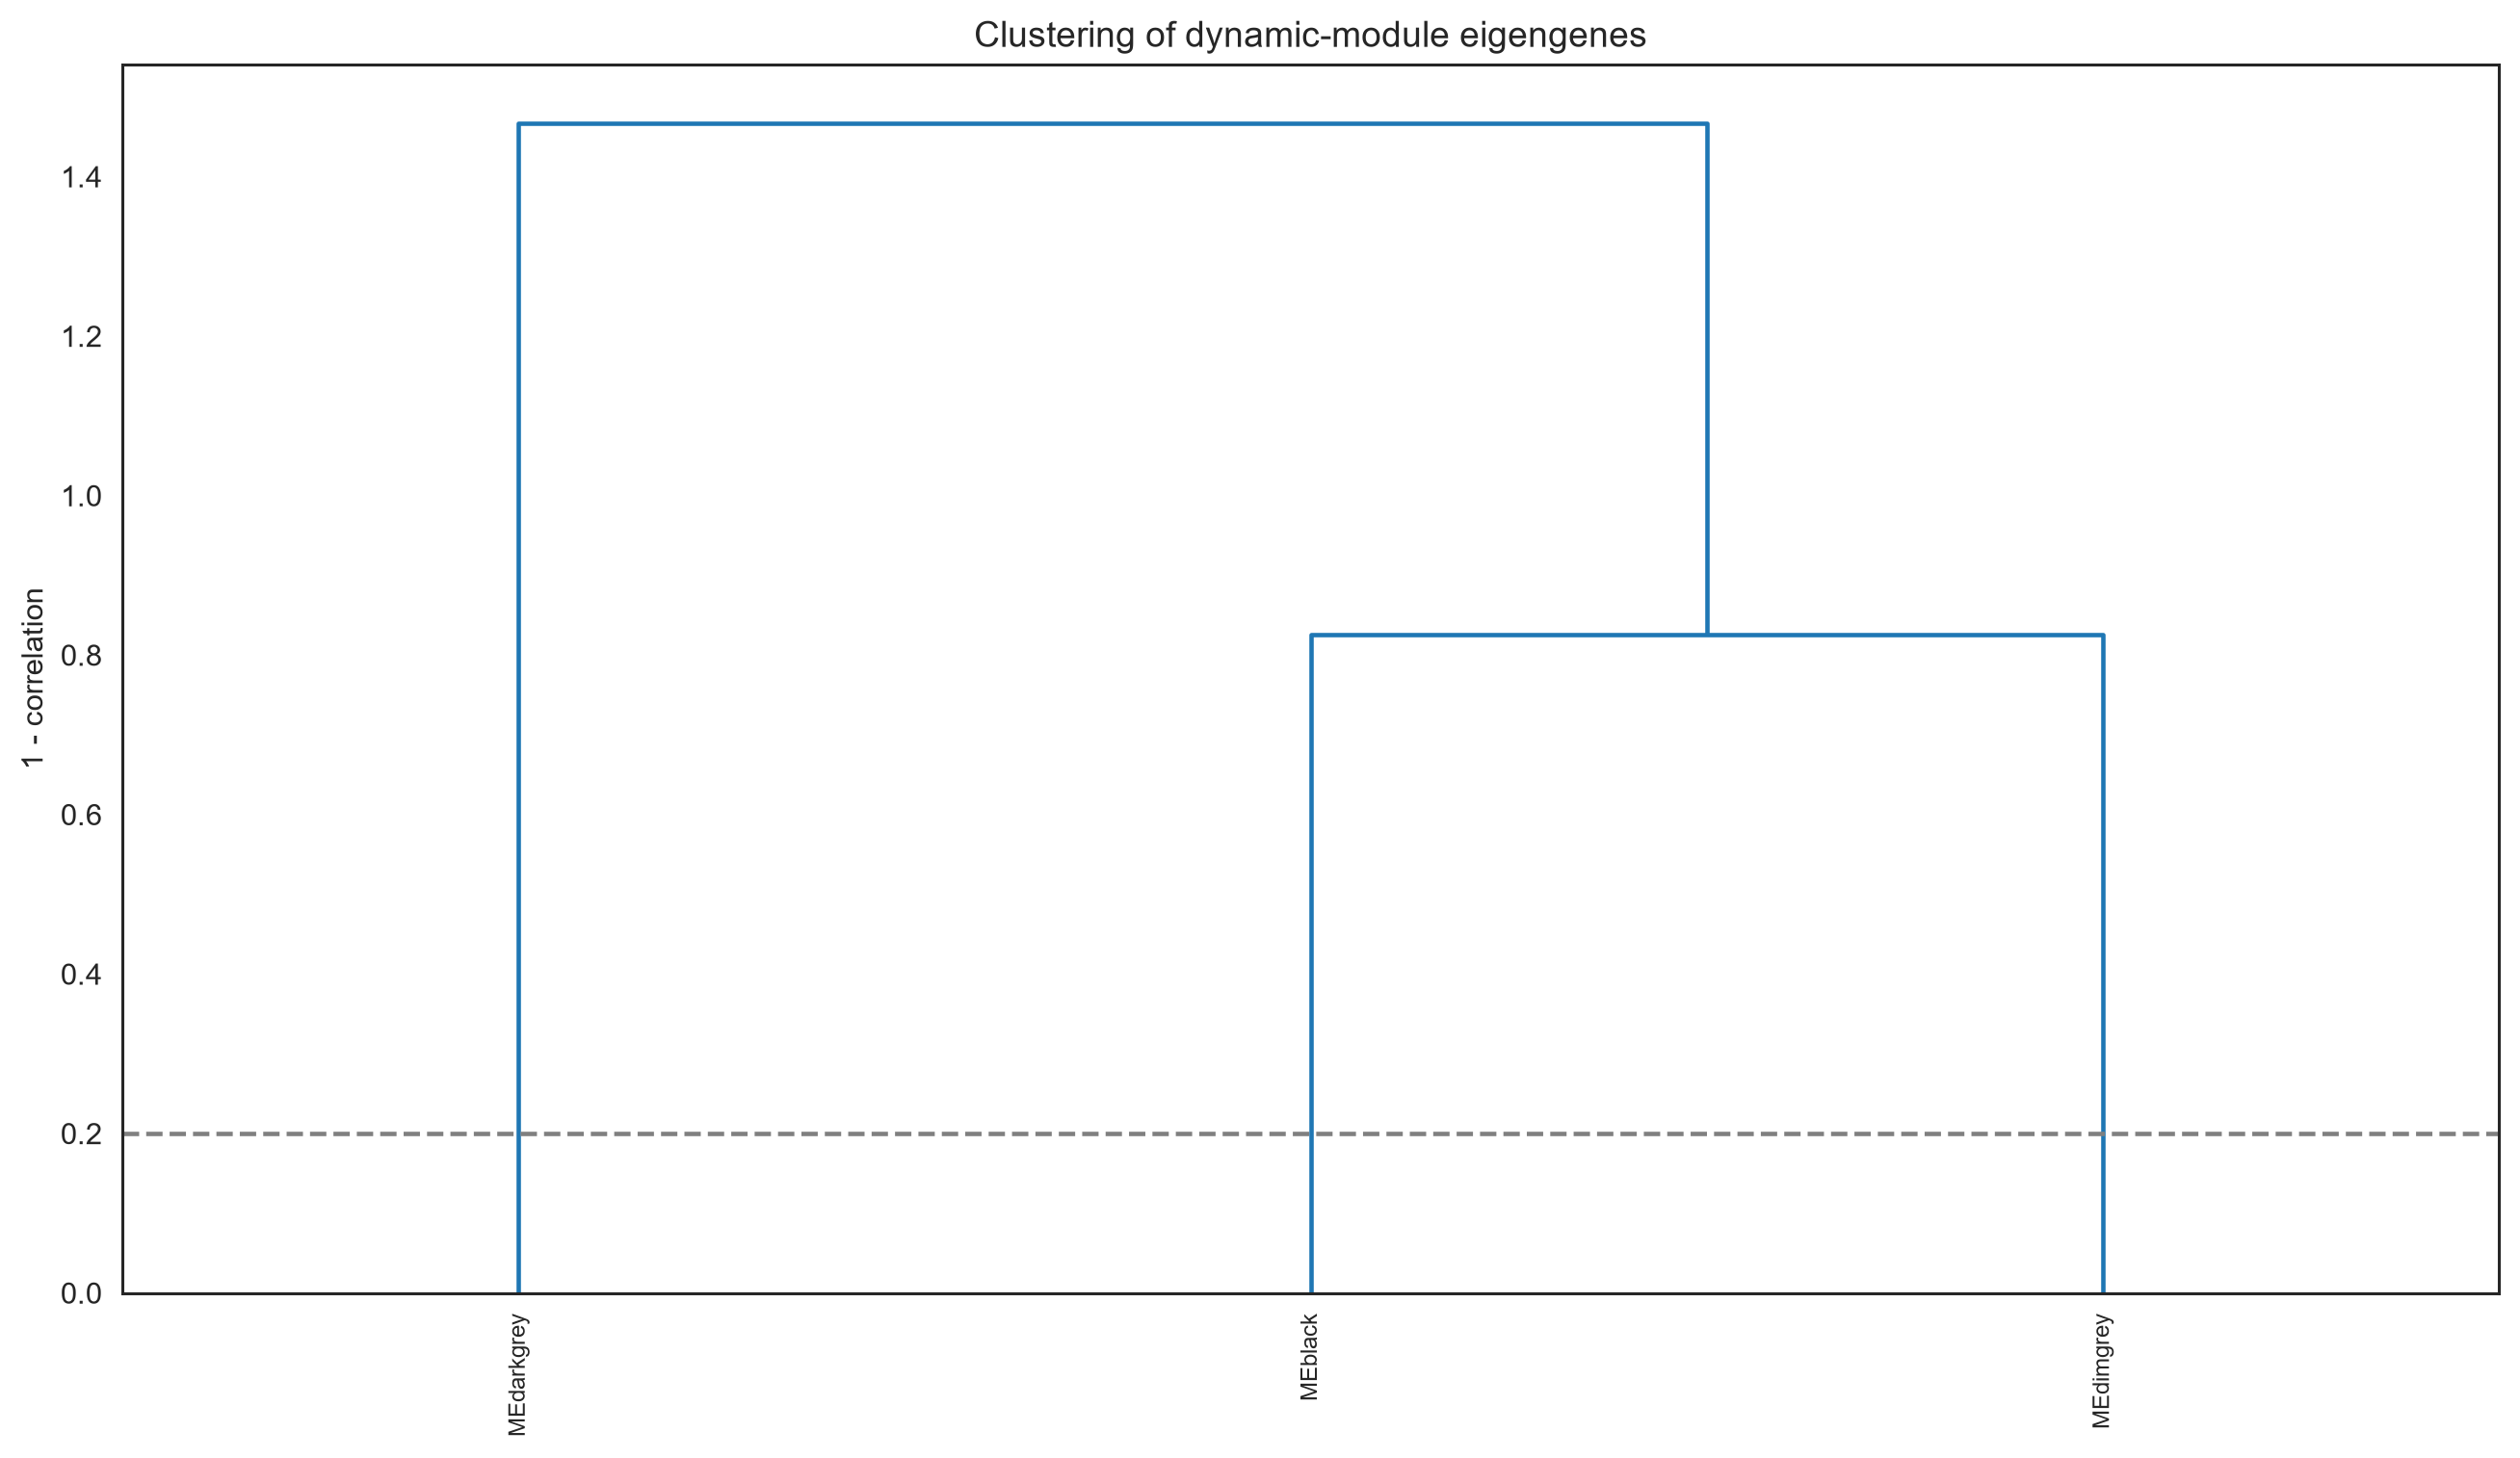 Clustering of dynamic-module eigengenes
1 - correlation
1.4
1.2
1.0
0.8
0.6
0.4
0.2
0.0
MEdarkgrey
MEblack
MEdimgrey